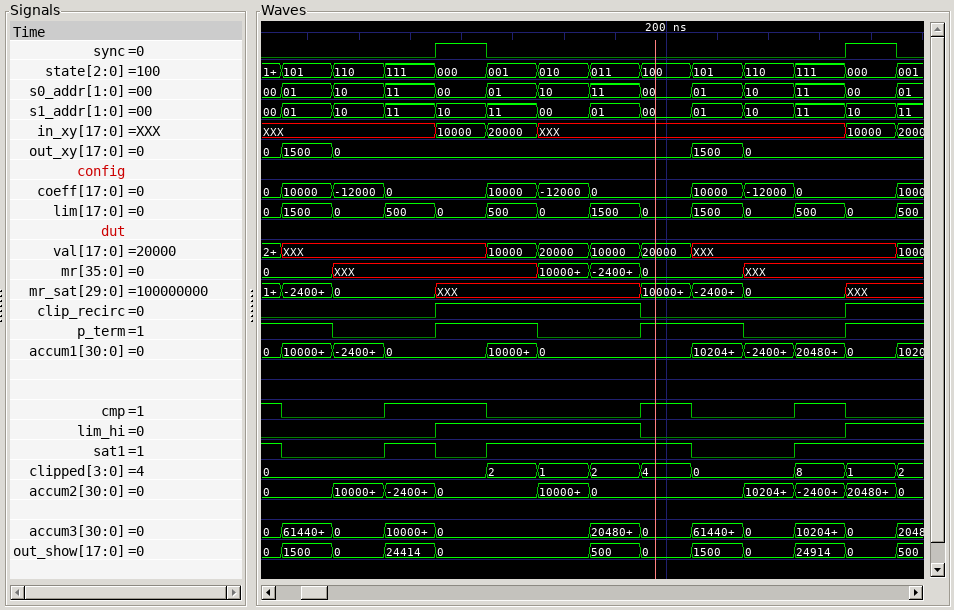 Signals
Waves
Time
200 ns
sync=0
state[2:0]=100
1+ 101 110 111 000 001 010 011 100 101 110 111 000 001
s0_addr[1:0]=00
00 01 10 11 00 01 10 11 00 01 10 11 00 01
s1_addr[1:0]=00
00 01 10 11 10 11 00 01 00 01 10 11 10 11
in_xy[17:0]=XXX
XXX 10000 20000 XXX 10000 2000
out_xy[17:0]=0
0 1500 0 1500 0
config
coeff[17:0]=0
0 10000 -12000 0 10000 -12000 0 10000 -12000 0 1000
lim[17:0]=0
0 1500 0 500 0 500 0 1500 0 1500 0 500 0 500
dut
val[17:0]=20000
2+ XXX 10000 20000 10000 20000 XXX 1000
mr[35:0]=0
0 XXX 10000+ -2400+ 0 XXX
mr_sat[29:0]=100000000
1+ -2400+ 0 XXX 10000+ -2400+ 0 XXX
clip_recirc=0
p_term=1
accum1[30:0]=0
0 10000+ -2400+ 0 10000+ 0 10204+ -2400+ 20480+ 0 1020
cmp=1
lim_hi=0
sat1=1
clipped[3:0]=4
0 2 1 2 4 0 8 1 2
accum2[30:0]=0
0 10000+ -2400+ 0 10000+ 0 10204+ -2400+ 20480+ 0
accum3[30:0]=0
0 61440+ 0 10000+ 0 20480+ 0 61440+ 0 10204+ 0 2048
out_show[17:0]=0
0 1500 0 24414 0 500 0 1500 0 24914 0 500